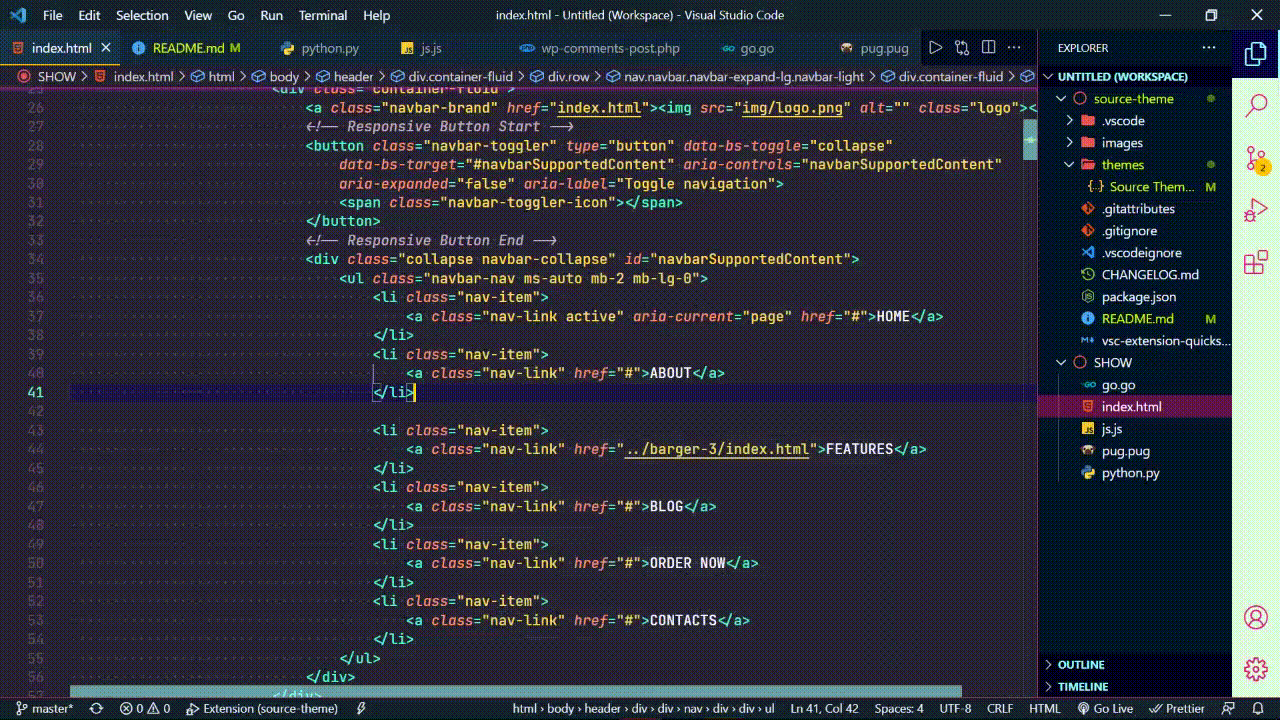 File Edit Selection View Go Run Terminal Help index.html - Untitled (Workspace) - Visual Studio Code
index.html README.md M python.py js.js wp-comments-post.php go.go pug.pug
SHOW > index.html > html > body > header > div.container-fluid > div.row > nav.navbar.navbar-expand-lg.navbar-light > div.container-fluid >
25 <div class="container-fluid">
26 <a class="navbar-brand" href="index.html"><img src="img/logo.png" alt="" class="logo"><
27 <!-- Responsive Button Start -->
28 <button class="navbar-toggler" type="button" data-bs-toggle="collapse"
29 data-bs-target="#navbarSupportedContent" aria-controls="navbarSupportedContent"
30 aria-expanded="false" aria-label="Toggle navigation">
31 <span class="navbar-toggler-icon"></span>
32 </button>
33 <!-- Responsive Button End -->
34 <div class="collapse navbar-collapse" id="navbarSupportedContent">
35 <ul class="navbar-nav ms-auto mb-2 mb-lg-0">
36 <li class="nav-item">
37 <a class="nav-link active" aria-current="page" href="#">HOME</a>
38 </li>
39 <li class="nav-item">
40 <a class="nav-link" href="#">ABOUT</a>
41 </li>
42
43 <li class="nav-item">
44 <a class="nav-link" href="../barger-3/index.html">FEATURES</a>
45 </li>
46 <li class="nav-item">
47 <a class="nav-link" href="#">BLOG</a>
48 </li>
49 <li class="nav-item">
50 <a class="nav-link" href="#">ORDER NOW</a>
51 </li>
52 <li class="nav-item">
53 <a class="nav-link" href="#">CONTACTS</a>
54 </li>
55 </ul>
56 </div>
57 </div>
EXPLORER
UNTITLED (WORKSPACE)
source-theme
.vscode
images
themes
Source Them... M
.gitattributes
.gitignore
.vscodeignore
CHANGELOG.md
package.json
README.md M
vsc-extension-quicks...
SHOW
go.go
index.html
js.js
pug.pug
python.py
OUTLINE
TIMELINE
2
master* 0 0 Extension (source-theme) html › body › header › div › div › nav › div › div › ul Ln 41, Col 42 Spaces: 4 UTF-8 CRLF HTML Go Live Prettier